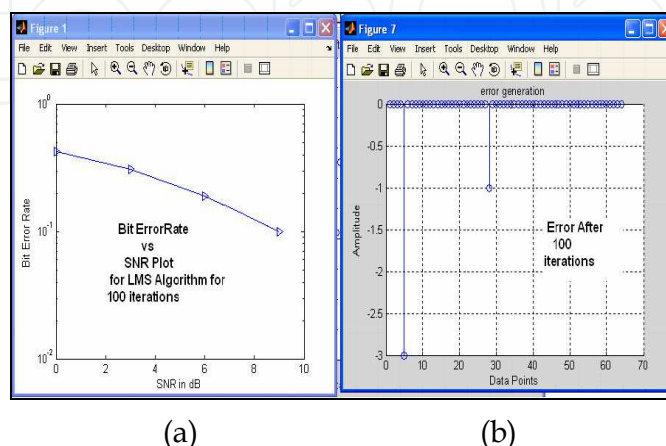 Figure 1
File Edit View Insert Tools Desktop Window Help
10^0
10^-1
10^-2
Bit Error Rate
Bit ErrorRate
vs
SNR Plot
for LMS Algorithm for
100 iterations
0 2 4 6 8 10
SNR in dB
(a)
Figure 7
File Edit View Insert Tools Desktop Window Help
error generation
0
-0.5
-1
-1.5
-2
-2.5
-3
Amplitude
Error After
100
iterations
0 10 20 30 40 50 60 70
Data Points
(b)